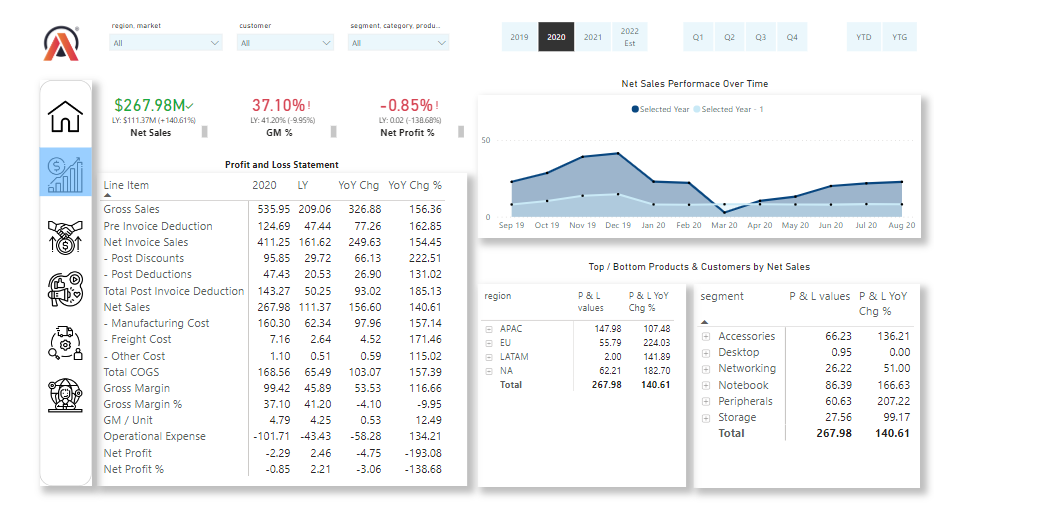 region, market
customer
segment, category, produ...
All
All
All
2019
2020
2021
2022
Est
Q1
Q2
Q3
Q4
YTD
YTG
$267.98M✓
LY: $111.37M (+140.61%)
Net Sales
37.10%!
LY: 41.20% (-9.95%)
GM %
-0.85%!
LY: 0.02 (-138.68%)
Net Profit %
Net Sales Performace Over Time
Selected Year Selected Year - 1
50
0
Sep 19 Oct 19 Nov 19 Dec 19 Jan 20 Feb 20 Mar 20 Apr 20 May 20 Jun 20 Jul 20 Aug 20
Profit and Loss Statement
Line Item 2020 LY YoY Chg YoY Chg %
Gross Sales 535.95 209.06 326.88 156.36
Pre Invoice Deduction 124.69 47.44 77.26 162.85
Net Invoice Sales 411.25 161.62 249.63 154.45
- Post Discounts 95.85 29.72 66.13 222.51
- Post Deductions 47.43 20.53 26.90 131.02
Total Post Invoice Deduction 143.27 50.25 93.02 185.13
Net Sales 267.98 111.37 156.60 140.61
- Manufacturing Cost 160.30 62.34 97.96 157.14
- Freight Cost 7.16 2.64 4.52 171.46
- Other Cost 1.10 0.51 0.59 115.02
Total COGS 168.56 65.49 103.07 157.39
Gross Margin 99.42 45.89 53.53 116.66
Gross Margin % 37.10 41.20 -4.10 -9.95
GM / Unit 4.79 4.25 0.53 12.49
Operational Expense -101.71 -43.43 -58.28 134.21
Net Profit -2.29 2.46 -4.75 -193.08
Net Profit % -0.85 2.21 -3.06 -138.68
Top / Bottom Products & Customers by Net Sales
region P & L values P & L YoY Chg %
APAC 147.98 107.48
EU 55.79 224.03
LATAM 2.00 141.89
NA 62.21 182.70
Total 267.98 140.61
segment P & L values P & L YoY Chg %
Accessories 66.23 136.21
Desktop 0.95 0.00
Networking 26.22 51.00
Notebook 86.39 166.63
Peripherals 60.63 207.22
Storage 27.56 99.17
Total 267.98 140.61